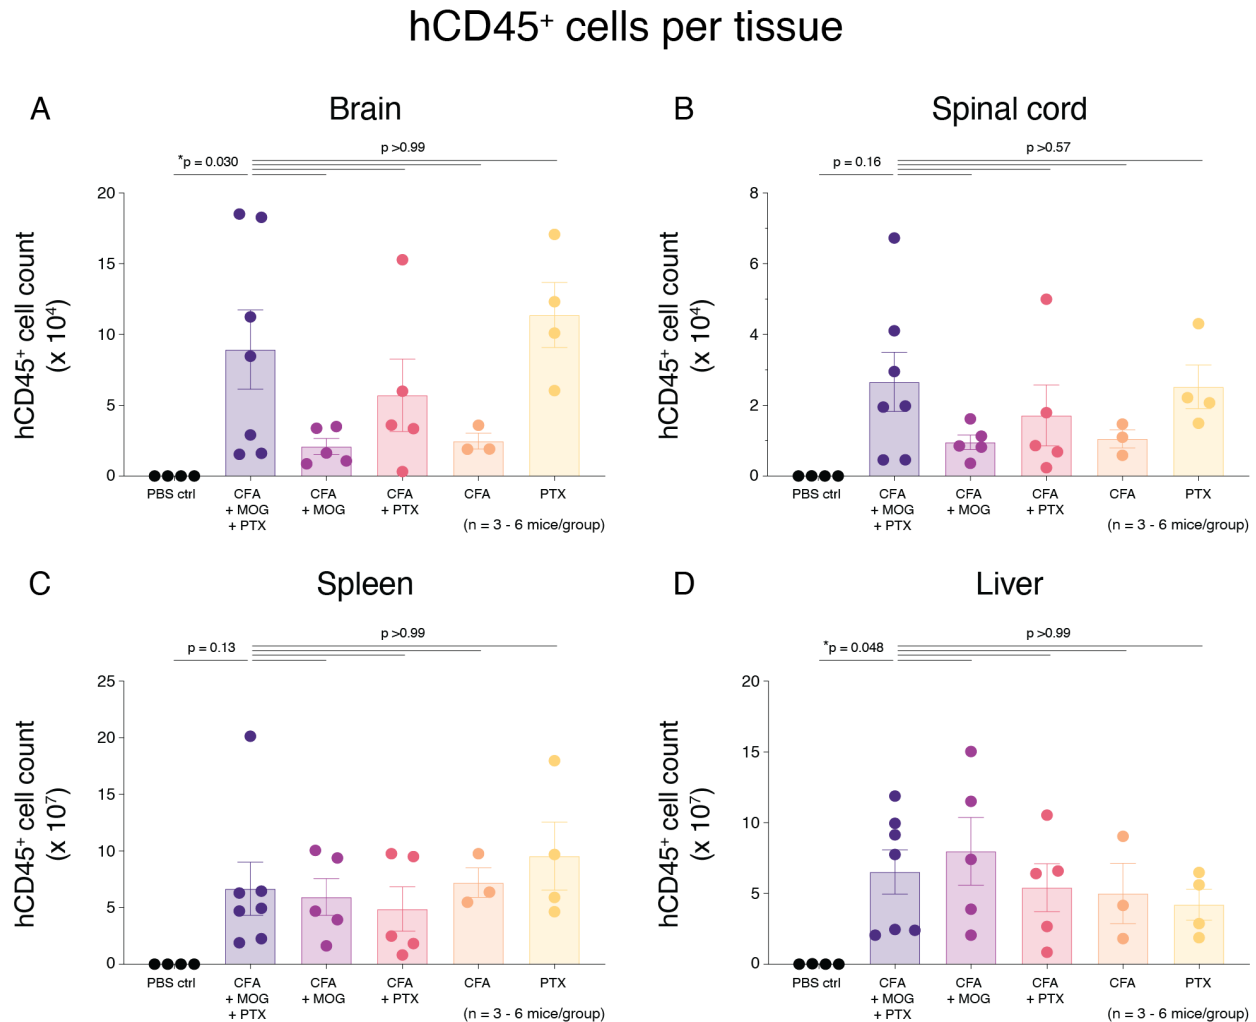 hCD45⁺ cells per tissue
A
Brain
*p = 0.030
p >0.99
hCD45⁺ cell count
(x 10⁴)
20
15
10
5
0
PBS ctrl
CFA
+ MOG
+ PTX
CFA
+ MOG
CFA
+ PTX
CFA
PTX
(n = 3 - 6 mice/group)
B
Spinal cord
p = 0.16
p >0.57
hCD45⁺ cell count
(x 10⁴)
8
6
4
2
0
PBS ctrl
CFA
+ MOG
+ PTX
CFA
+ MOG
CFA
+ PTX
CFA
PTX
(n = 3 - 6 mice/group)
C
Spleen
p = 0.13
p >0.99
hCD45⁺ cell count
(x 10⁷)
25
20
15
10
5
0
PBS ctrl
CFA
+ MOG
+ PTX
CFA
+ MOG
CFA
+ PTX
CFA
PTX
(n = 3 - 6 mice/group)
D
Liver
*p = 0.048
p >0.99
hCD45⁺ cell count
(x 10⁷)
20
15
10
5
0
PBS ctrl
CFA
+ MOG
+ PTX
CFA
+ MOG
CFA
+ PTX
CFA
PTX
(n = 3 - 6 mice/group)